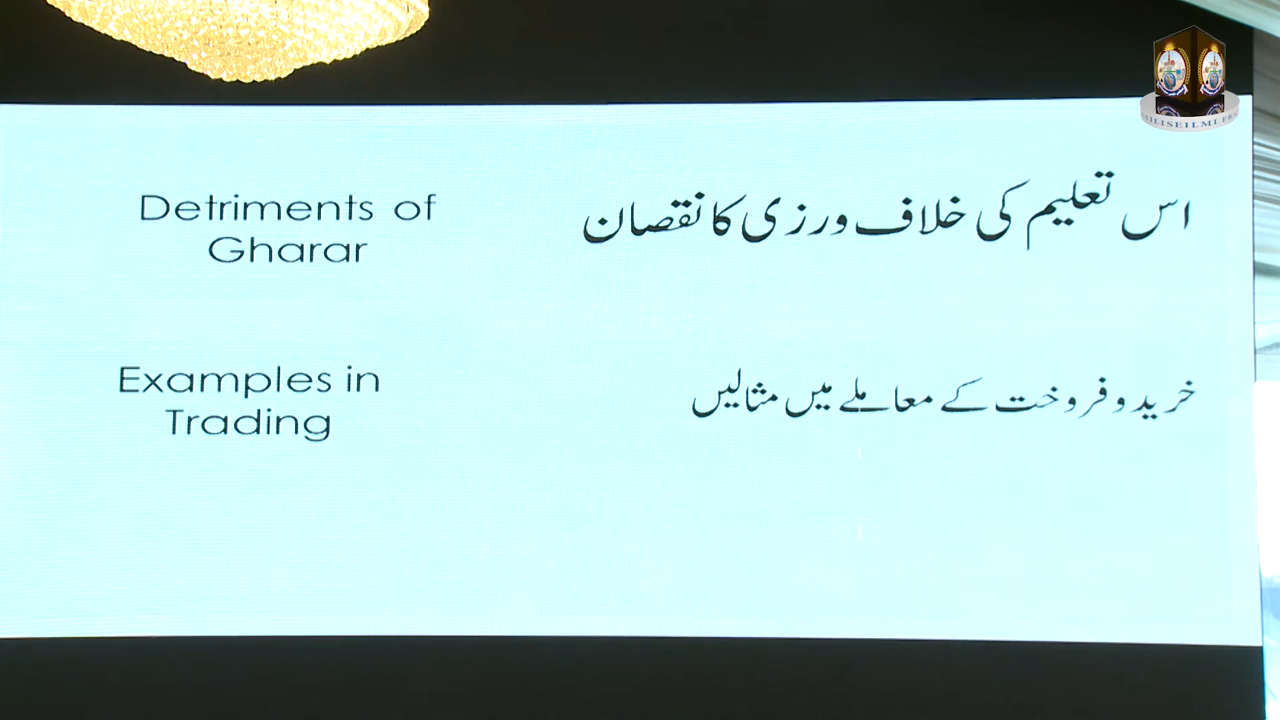 Detriments of
Gharar
اس تعلیم کی خلاف ورزی کا نقصان
Examples in
Trading
خرید و فروخت کے معاملے میں مثالیں